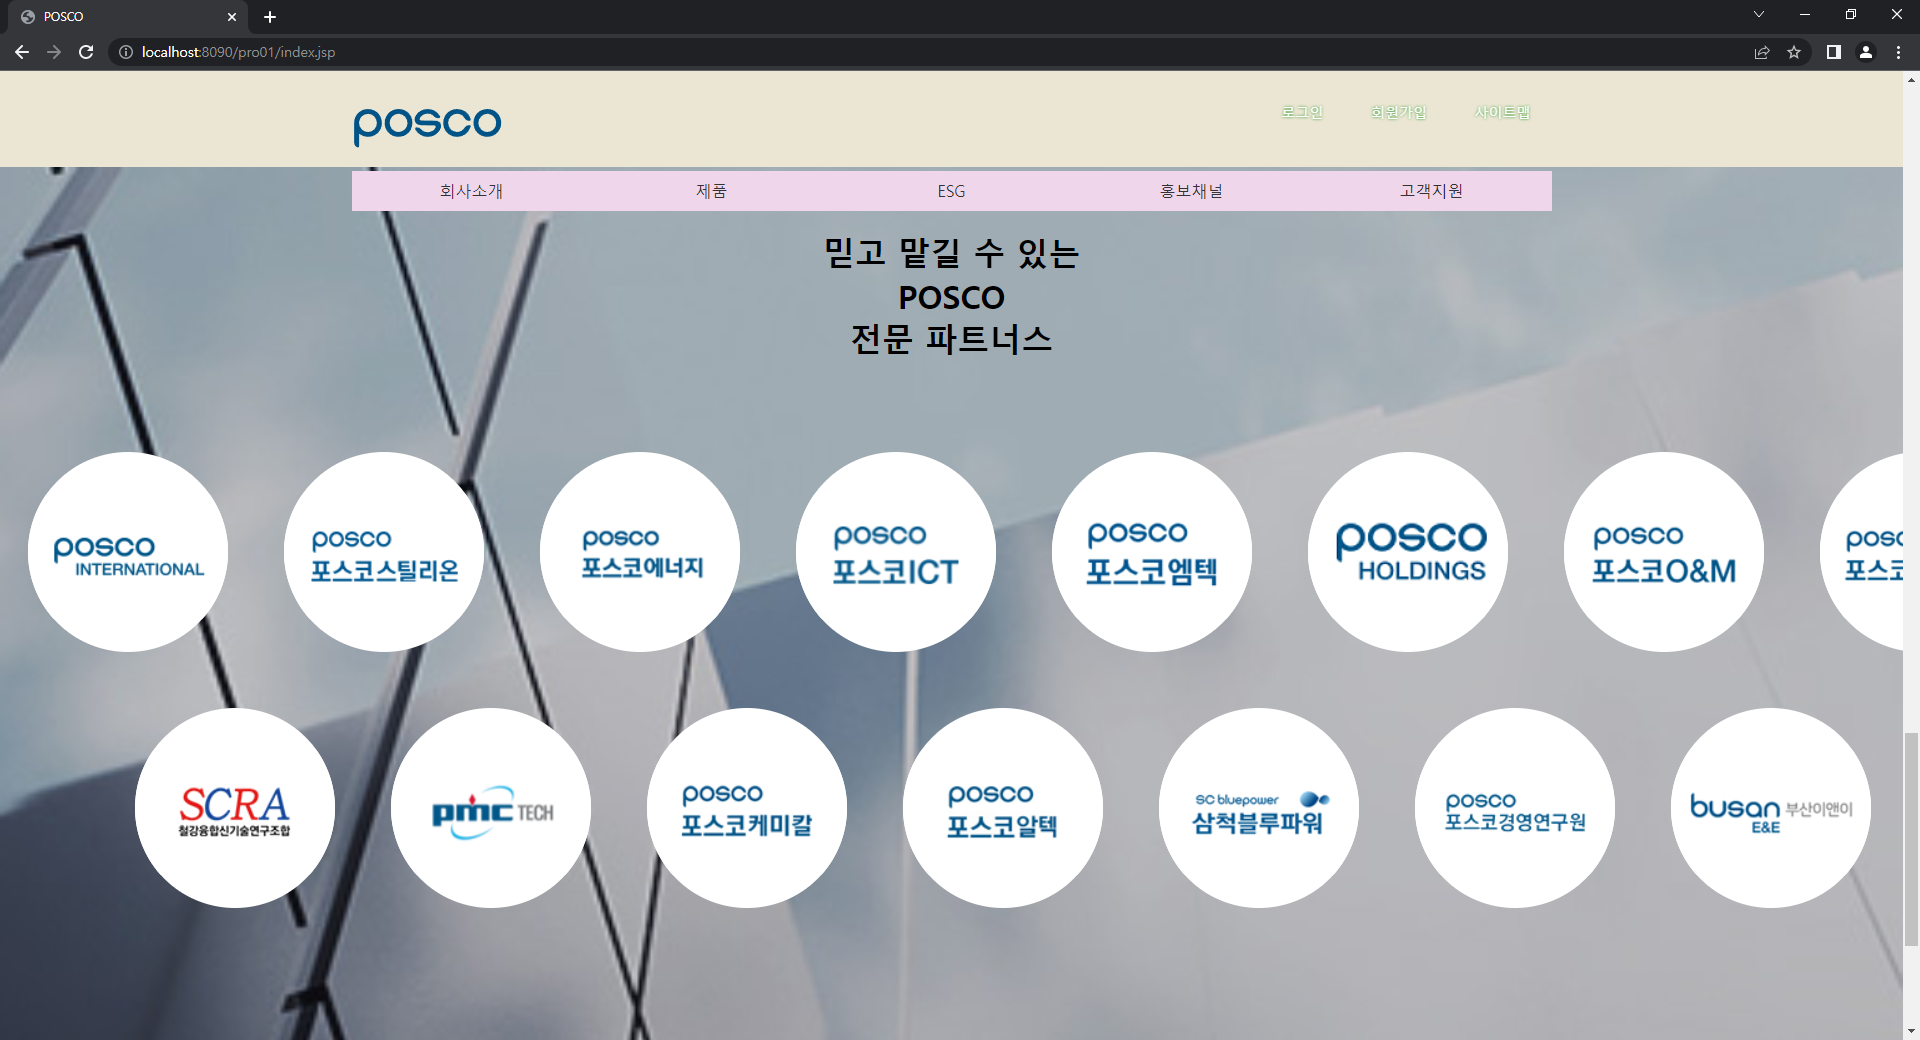 POSCO
localhost:8090/pro01/index.jsp
posco
로그인 회원가입 사이트맵
회사소개 제품 ESG 홍보채널 고객지원
믿고 맡길 수 있는
POSCO
전문 파트너스
posco
INTERNATIONAL
posco
포스코스틸리온
posco
포스코에너지
posco
포스코ICT
posco
포스코엠텍
posco
HOLDINGS
posco
포스코O&M
posc
포스코
SCRA
철강융합신기술연구조합
pmc TECH
posco
포스코케미칼
posco
포스코알텍
SC bluepower
삼척블루파워
posco
포스코경영연구원
busan 부산이앤이
E&E